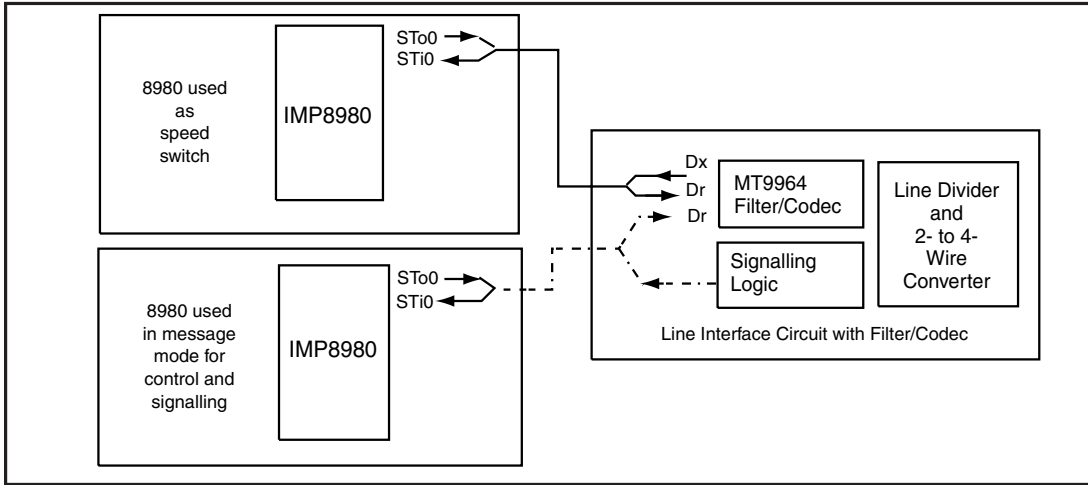 8980 used
as
speed
switch
IMP8980
STo0
STi0
8980 used
in message
mode for
control and
signalling
IMP8980
STo0
STi0
Dx
Dr
Dr
MT9964
Filter/Codec
Signalling
Logic
Line Divider
and
2- to 4-
Wire
Converter
Line Interface Circuit with Filter/Codec